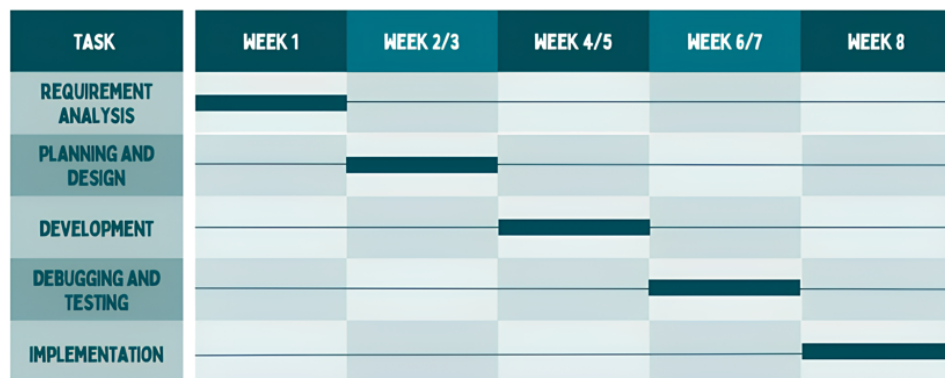 TASK WEEK 1 WEEK 2/3 WEEK 4/5 WEEK 6/7 WEEK 8
REQUIREMENT
ANALYSIS
PLANNING AND
DESIGN
DEVELOPMENT
DEBUGGING AND
TESTING
IMPLEMENTATION